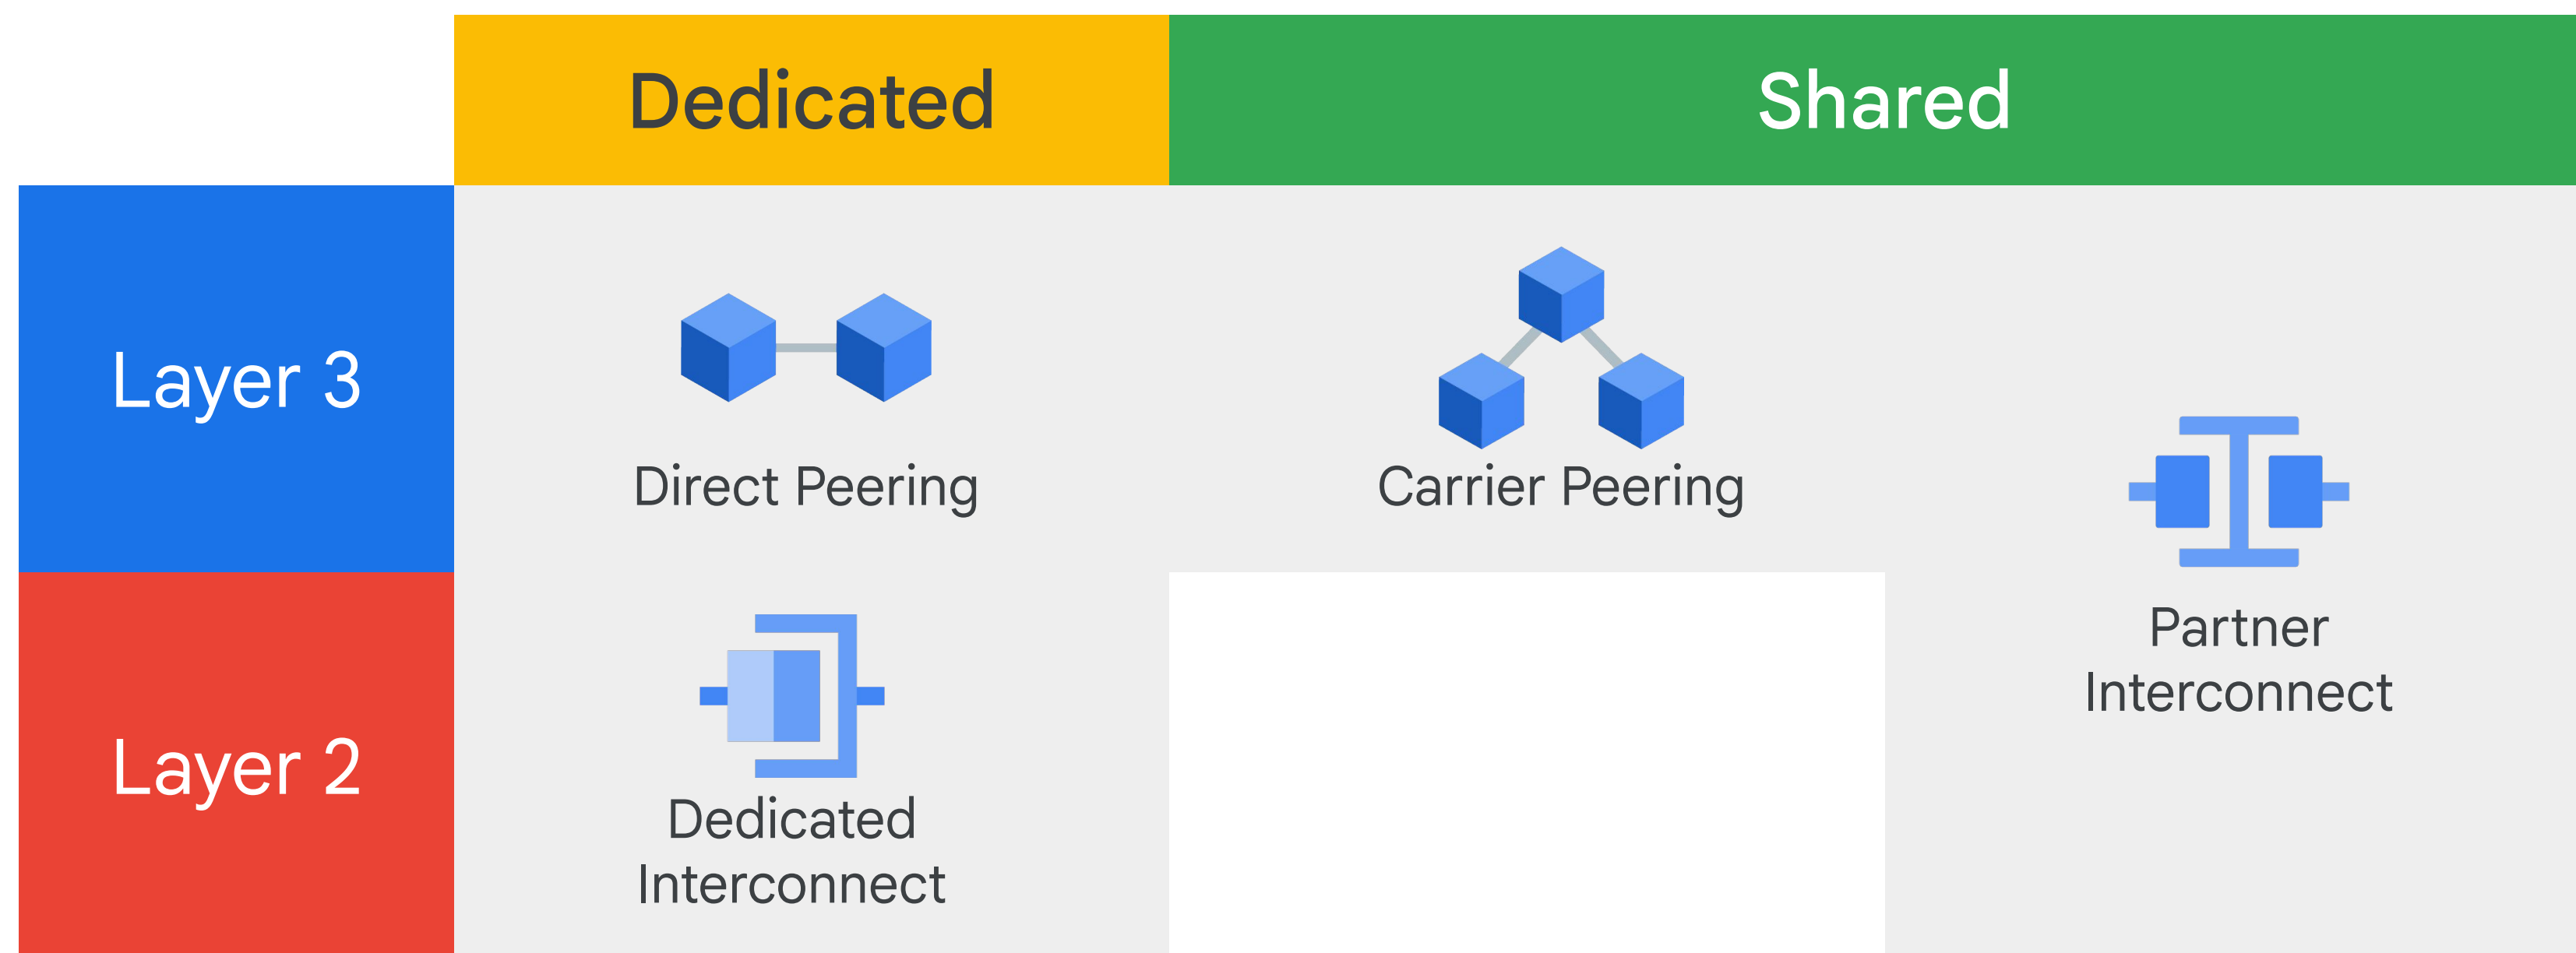 Dedicated
Shared
Layer 3
Direct Peering
Carrier Peering
Partner
Interconnect
Layer 2
Dedicated
Interconnect